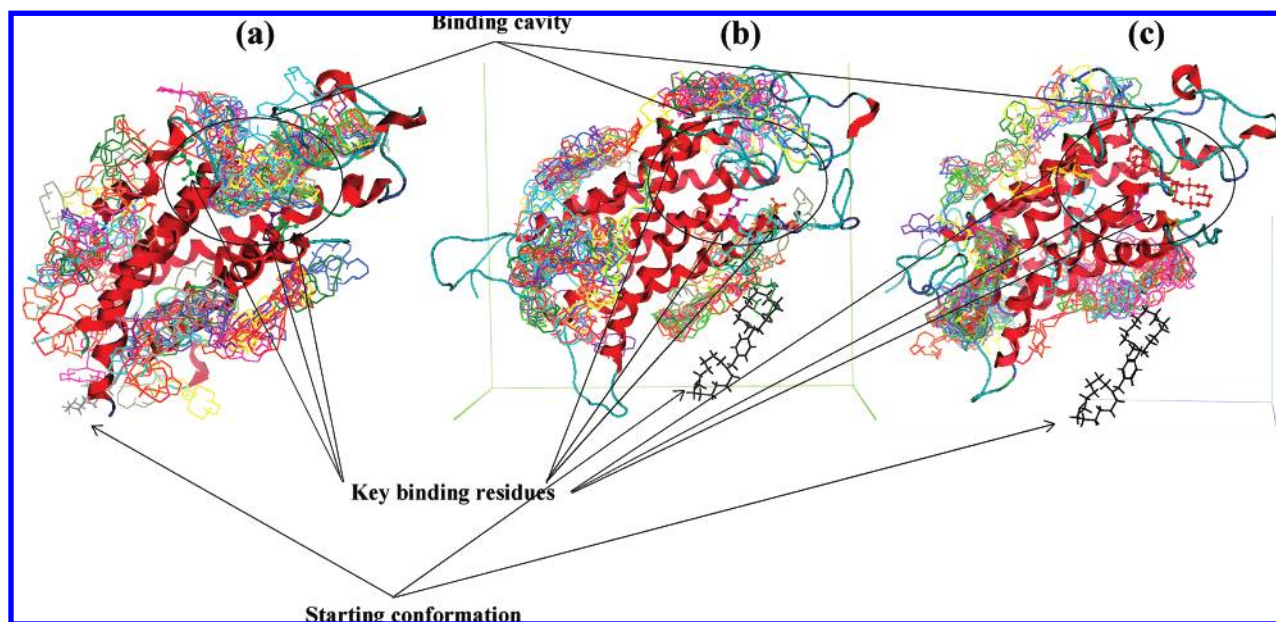 Binding cavity
(a)
(b)
(c)
Key binding residues
Starting conformation